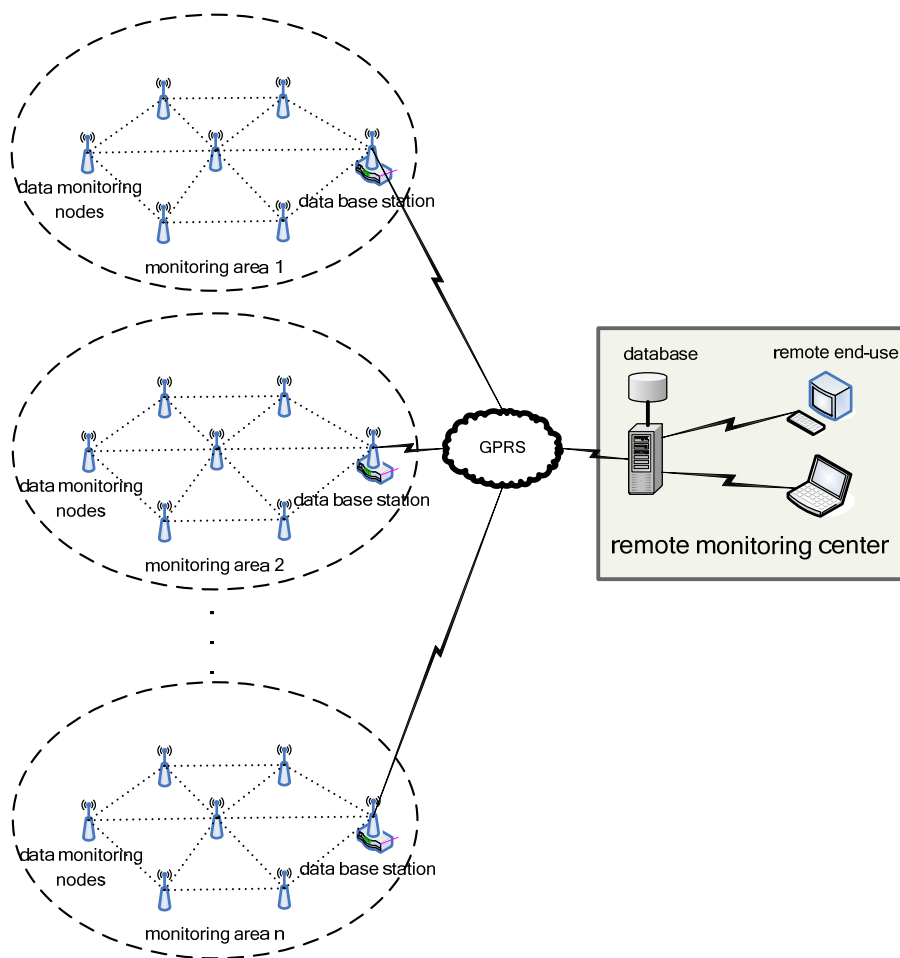 data monitoring
nodes
data base station
monitoring area 1
data monitoring
nodes
data base station
monitoring area 2
.
.
.
data monitoring
nodes
data base station
monitoring area n
GPRS
database
remote end-use
remote monitoring center